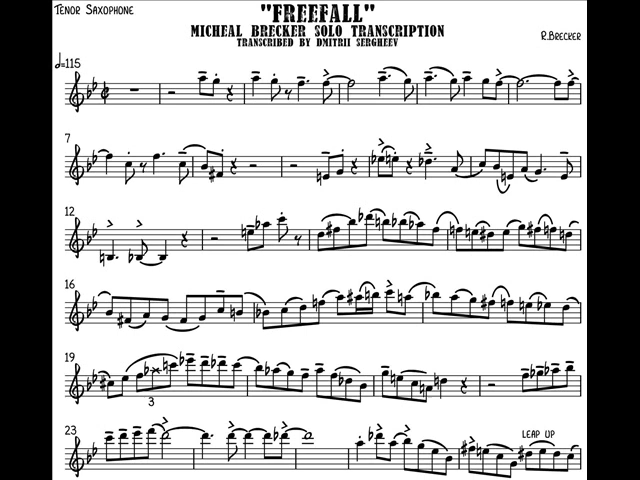 Tenor Saxophone
"FREEFALL"
MICHEAL BRECKER SOLO TRANSCRIPTION
TRANSCRIBED BY DMITRII SERGHEEV
R.Brecker
♩=115
7
12
16
19
3
23
LEAP UP